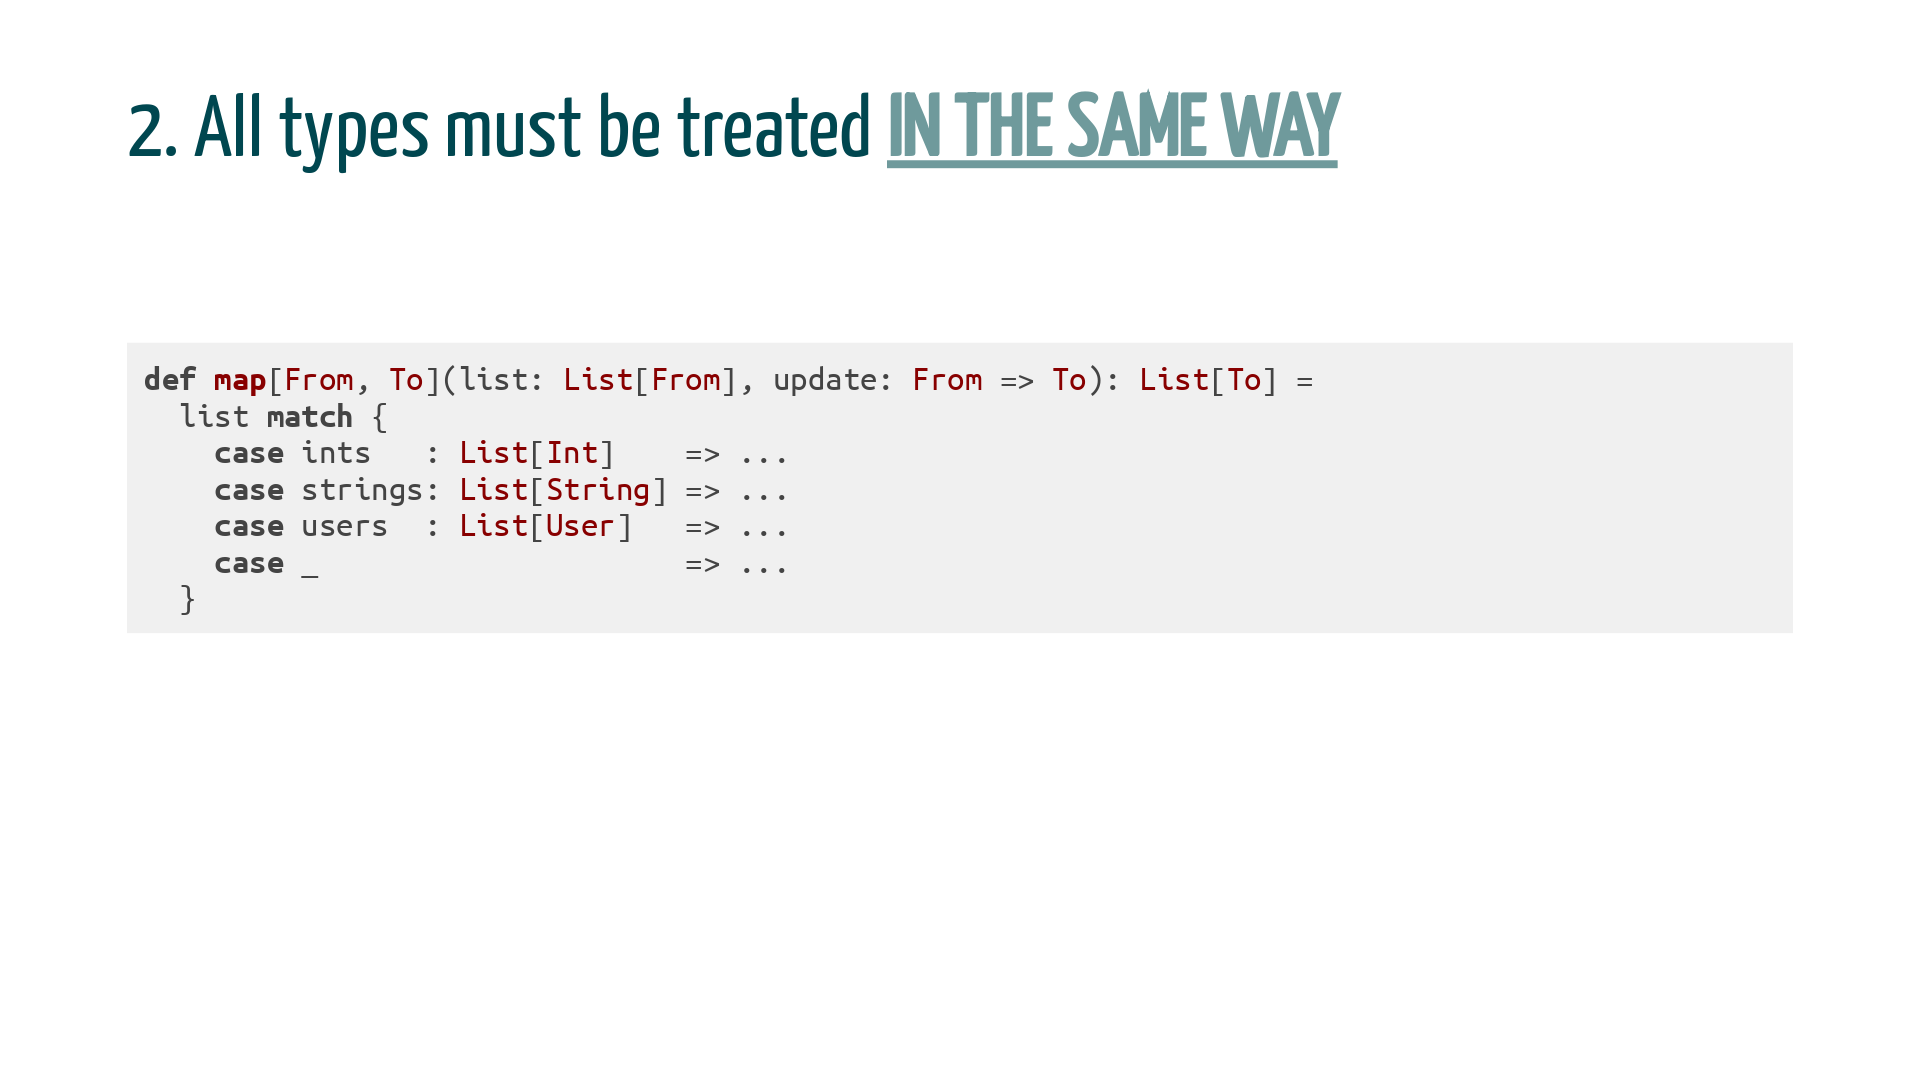 2. All types must be treated IN THE SAME WAY
def map[From, To](list: List[From], update: From => To): List[To] =
  list match {
    case ints   : List[Int]    => ...
    case strings: List[String] => ...
    case users  : List[User]   => ...
    case _                     => ...
  }